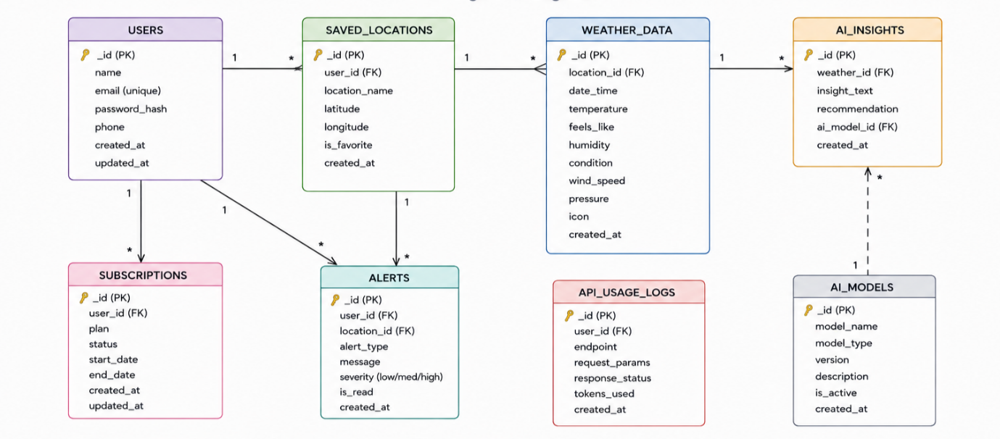 USERS
_id (PK)
name
email (unique)
password_hash
phone
created_at
updated_at
1
*
SAVED_LOCATIONS
_id (PK)
user_id (FK)
location_name
latitude
longitude
is_favorite
created_at
1
*
WEATHER_DATA
_id (PK)
location_id (FK)
date_time
temperature
feels_like
humidity
condition
wind_speed
pressure
icon
created_at
1
*
AI_INSIGHTS
_id (PK)
weather_id (FK)
insight_text
recommendation
ai_model_id (FK)
created_at
1
*
1
*
1
*
*
1
SUBSCRIPTIONS
_id (PK)
user_id (FK)
plan
status
start_date
end_date
created_at
updated_at
ALERTS
_id (PK)
user_id (FK)
location_id (FK)
alert_type
message
severity (low/med/high)
is_read
created_at
API_USAGE_LOGS
_id (PK)
user_id (FK)
endpoint
request_params
response_status
tokens_used
created_at
AI_MODELS
_id (PK)
model_name
model_type
version
description
is_active
created_at